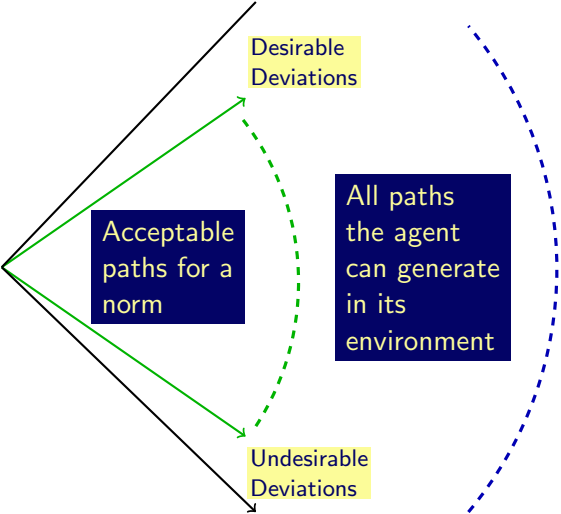 Desirable
Deviations
Acceptable
paths for a
norm
All paths
the agent
can generate
in its
environment
Undesirable
Deviations